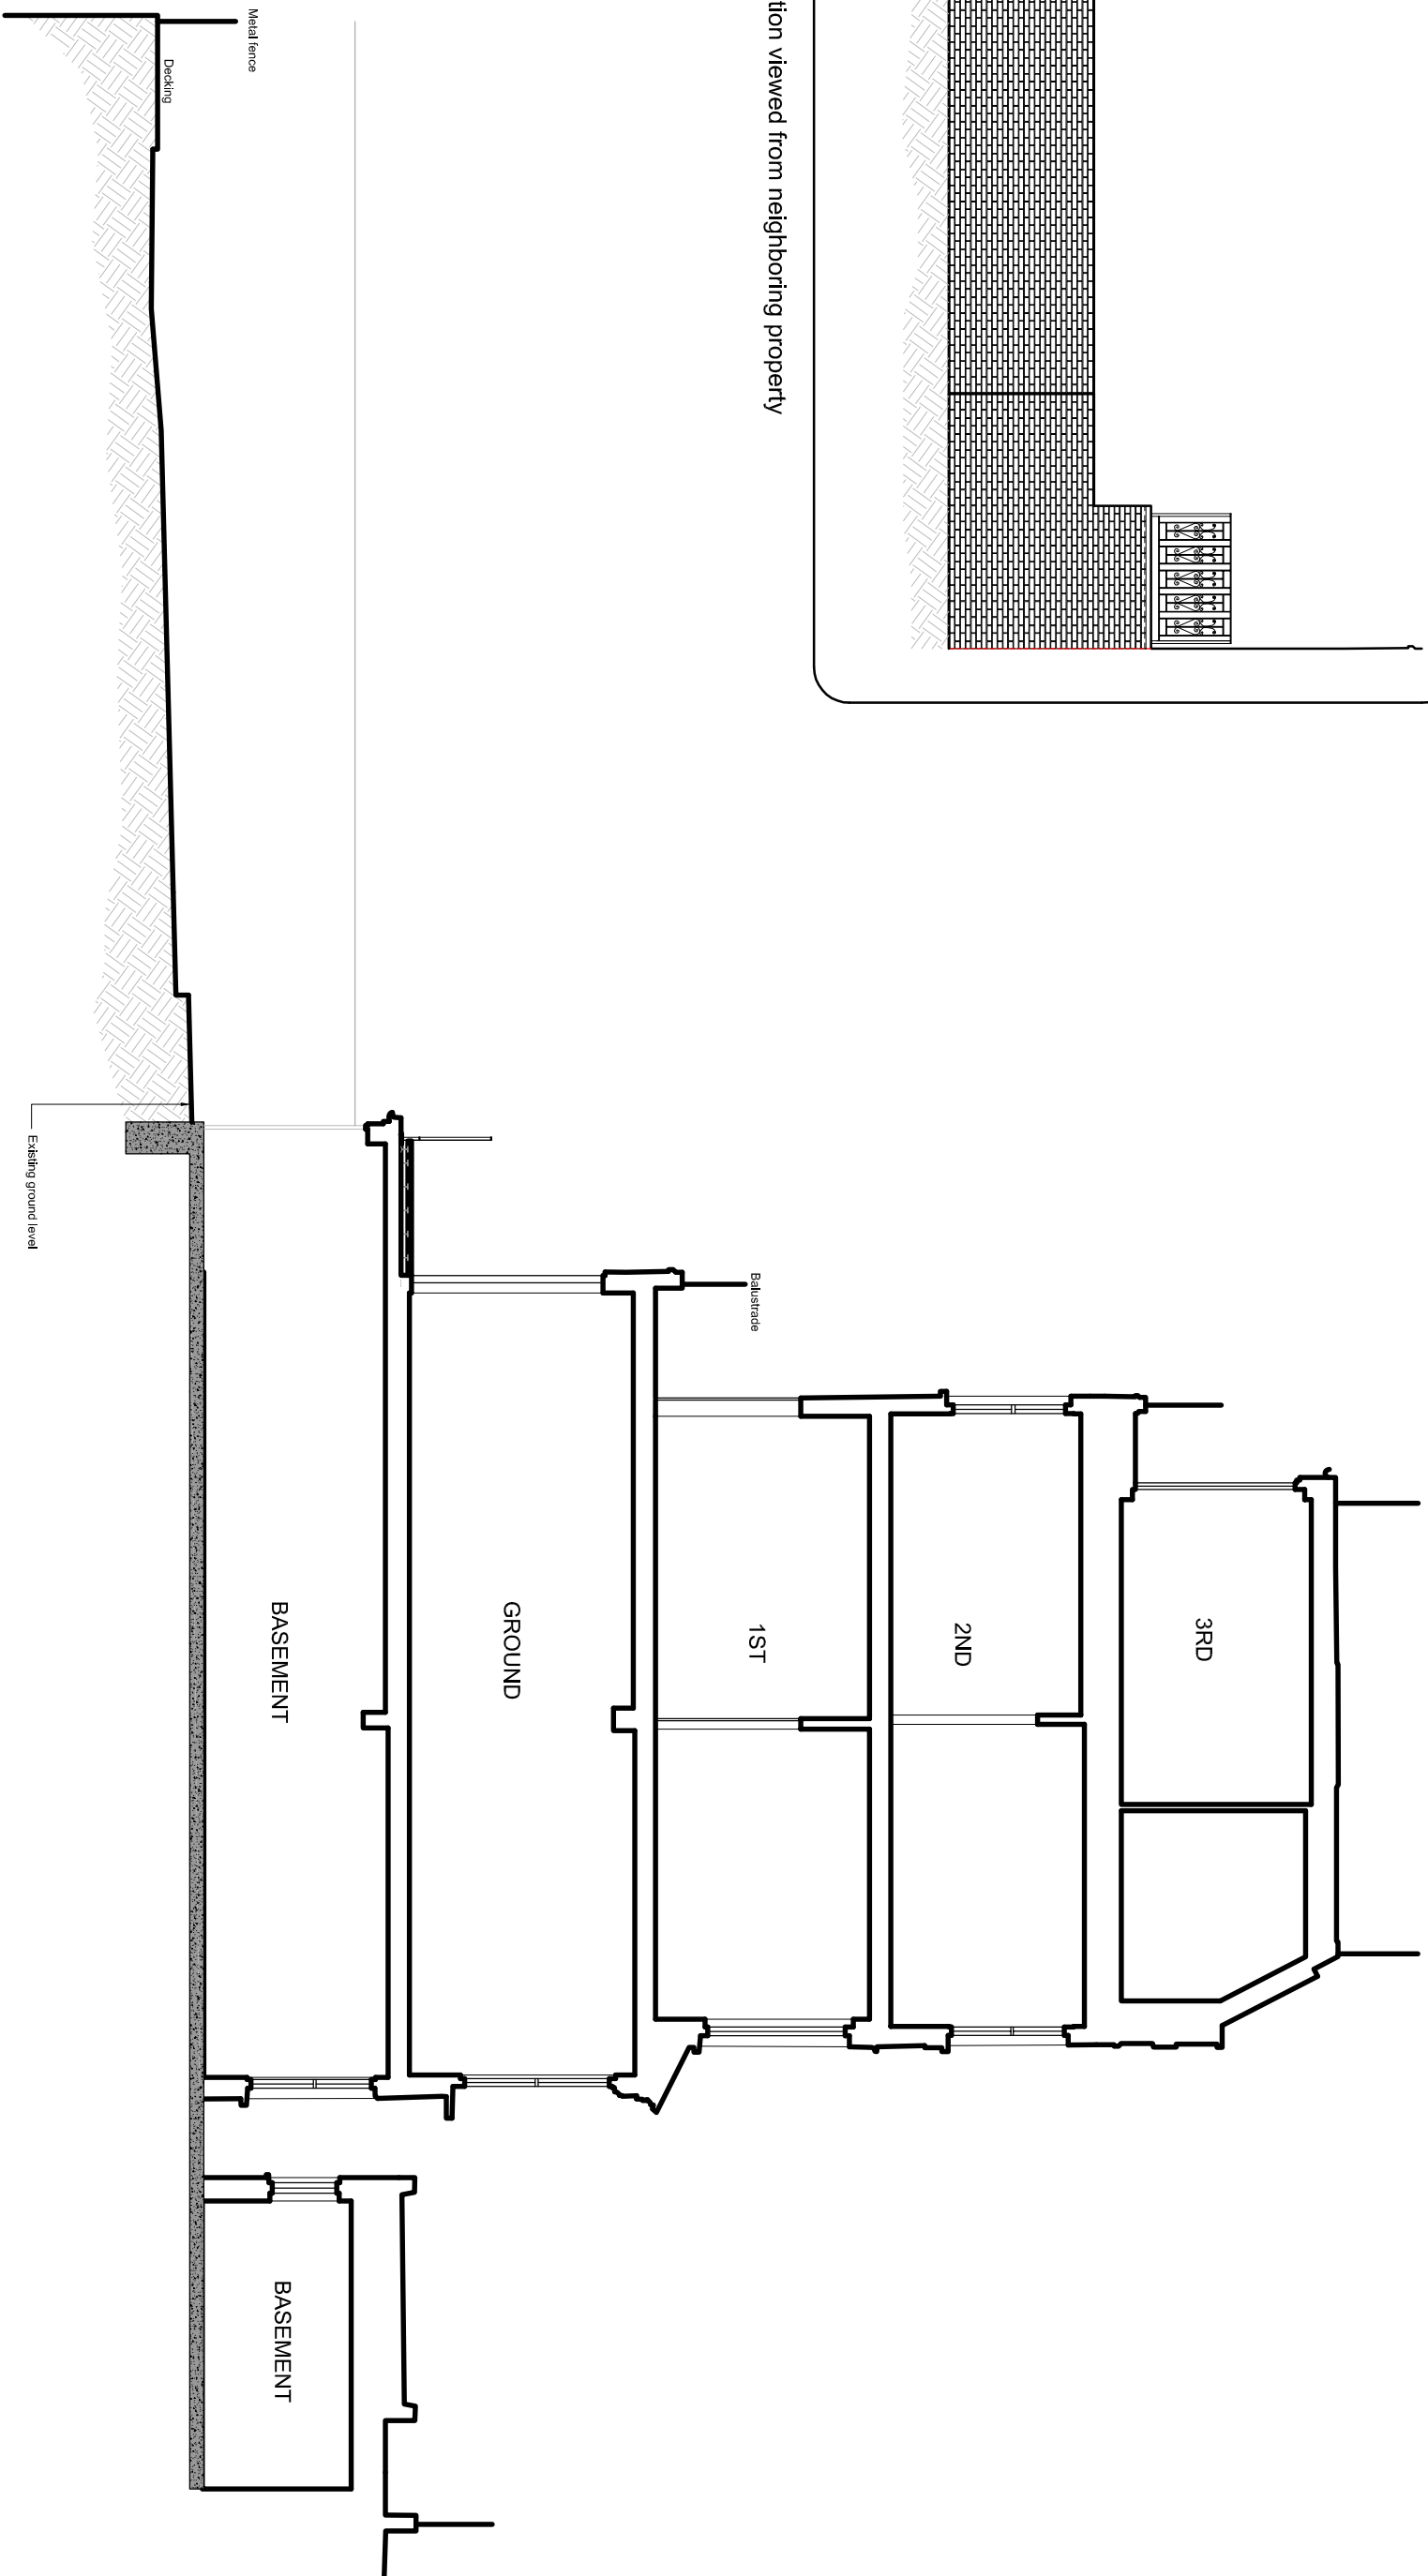 tion viewed from neighboring property
3RD
2ND
1ST
Balustrade
GROUND
BASEMENT
BASEMENT
Metal fence
Decking
Existing ground level